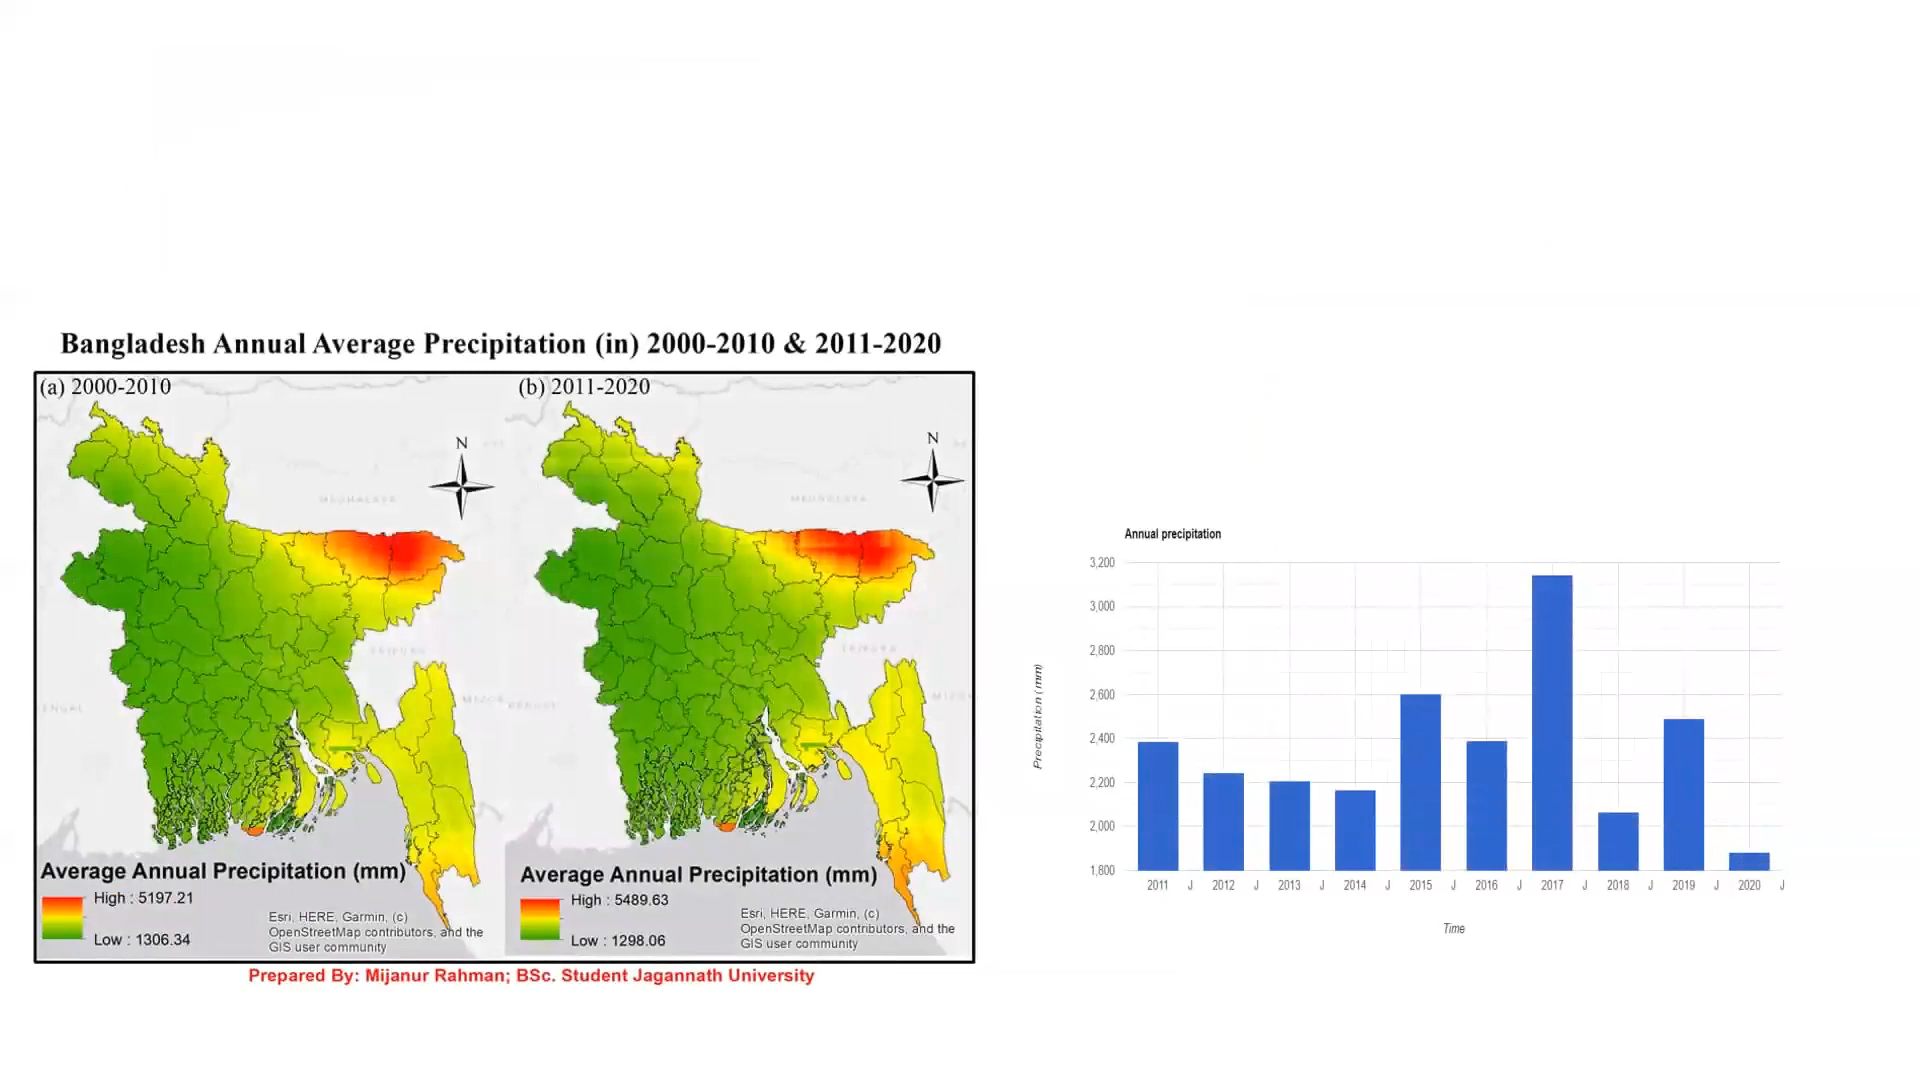 Bangladesh Annual Average Precipitation (in) 2000-2010 & 2011-2020
(a) 2000-2010
N
MEGHALAYA
TRIPURA
MIZOR
ENGAL
Average Annual Precipitation (mm)
High : 5197.21
Low : 1306.34
Esri, HERE, Garmin, (c)
OpenStreetMap contributors, and the
GIS user community
(b) 2011-2020
N
MEGHALAYA
TRIPURA
MIZOR
BENGAL
Average Annual Precipitation (mm)
High : 5489.63
Low : 1298.06
Esri, HERE, Garmin, (c)
OpenStreetMap contributors, and the
GIS user community
Prepared By: Mijanur Rahman; BSc. Student Jagannath University
Annual precipitation
3,200
3,000
2,800
2,600
2,400
2,200
2,000
1,800
Precipitation (mm)
2011 J 2012 J 2013 J 2014 J 2015 J 2016 J 2017 J 2018 J 2019 J 2020 J
Time